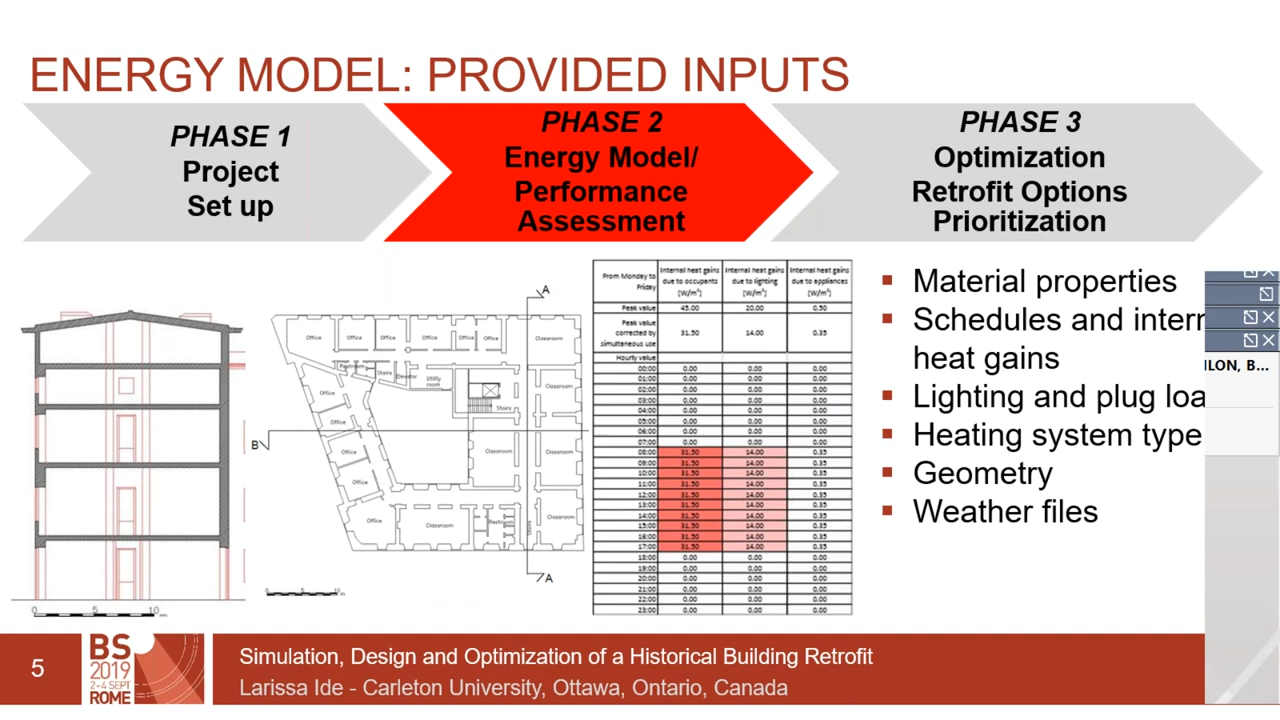 ENERGY MODEL: PROVIDED INPUTS
PHASE 1
Project
Set up
PHASE 2
Energy Model/
Performance
Assessment
PHASE 3
Optimization
Retrofit Options
Prioritization
0 5 10
A
B
A
Office Office Office Office Office Office Classroom
Restroom Stairs Elevator Utility room
Office
Classroom
Stairs
Office
Classroom
Office
Classroom
Classroom
Office
Office
Classroom
Restroom
Stairs
Classroom
From Monday to Friday Internal heat gains due to occupants [W/m²] Internal heat gains due to lighting [W/m²] Internal heat gains due to appliances [W/m²]
Peak value 45.00 20.00 0.50
Peak value corrected by simultaneous use 31.50 14.00 0.35
Hourly value
00:00 0.00 0.00 0.00
01:00 0.00 0.00 0.00
02:00 0.00 0.00 0.00
03:00 0.00 0.00 0.00
04:00 0.00 0.00 0.00
05:00 0.00 0.00 0.00
06:00 0.00 0.00 0.00
07:00 0.00 0.00 0.00
08:00 31.50 14.00 0.35
09:00 31.50 14.00 0.35
10:00 31.50 14.00 0.35
11:00 31.50 14.00 0.35
12:00 31.50 14.00 0.35
13:00 31.50 14.00 0.35
14:00 31.50 14.00 0.35
15:00 31.50 14.00 0.35
16:00 31.50 14.00 0.35
17:00 31.50 14.00 0.35
18:00 0.00 0.00 0.00
19:00 0.00 0.00 0.00
20:00 0.00 0.00 0.00
21:00 0.00 0.00 0.00
22:00 0.00 0.00 0.00
23:00 0.00 0.00 0.00
▪ Material properties
▪ Schedules and intern
heat gains
▪ Lighting and plug loa
▪ Heating system type
▪ Geometry
▪ Weather files
ILON, B...
5
BS
2019
2-4 SEPT
ROME
Simulation, Design and Optimization of a Historical Building Retrofit
Larissa Ide - Carleton University, Ottawa, Ontario, Canada